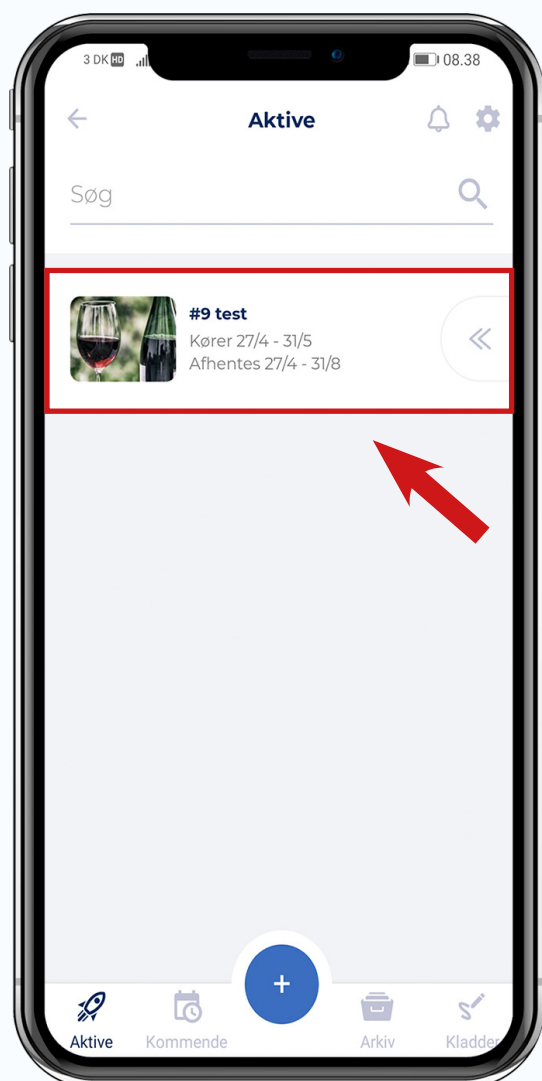 3 DK HD 08.38
Aktive
Søg
#9 test
Kører 27/4 - 31/5
Afhentes 27/4 - 31/8
+
Aktive Kommende Arkiv Kladder